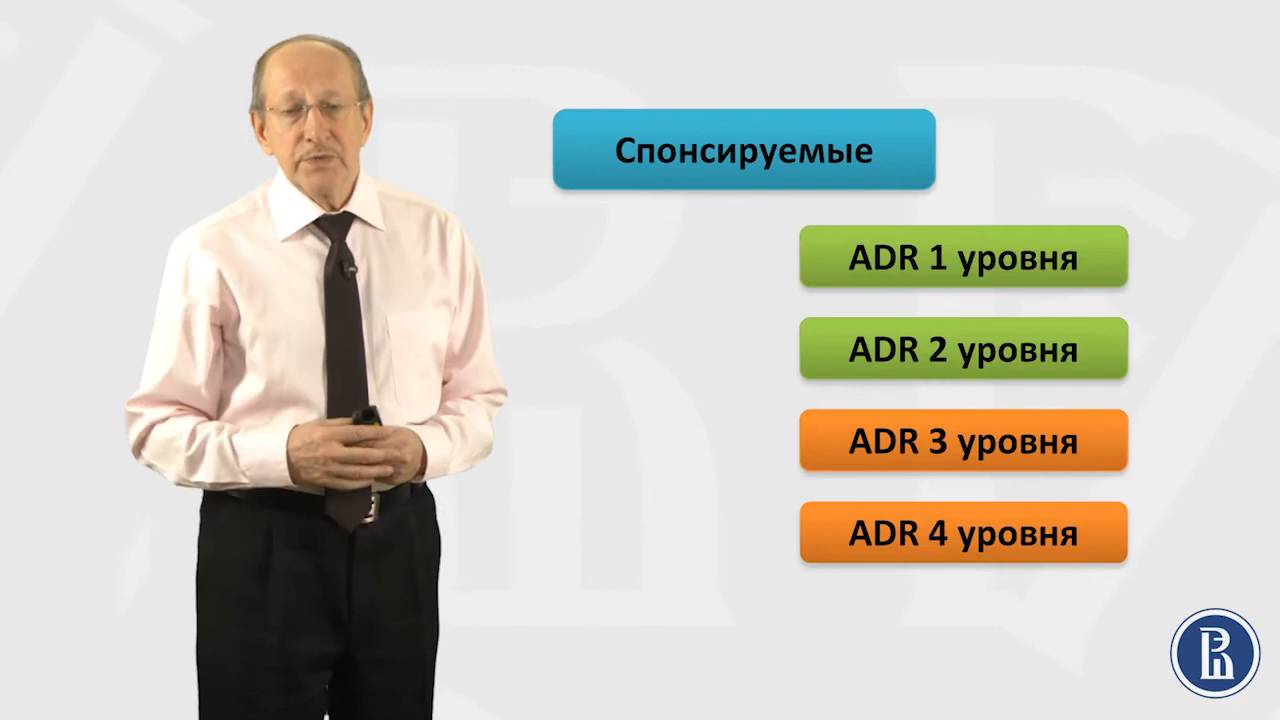 Спонсируемые
ADR 1 уровня
ADR 2 уровня
ADR 3 уровня
ADR 4 уровня